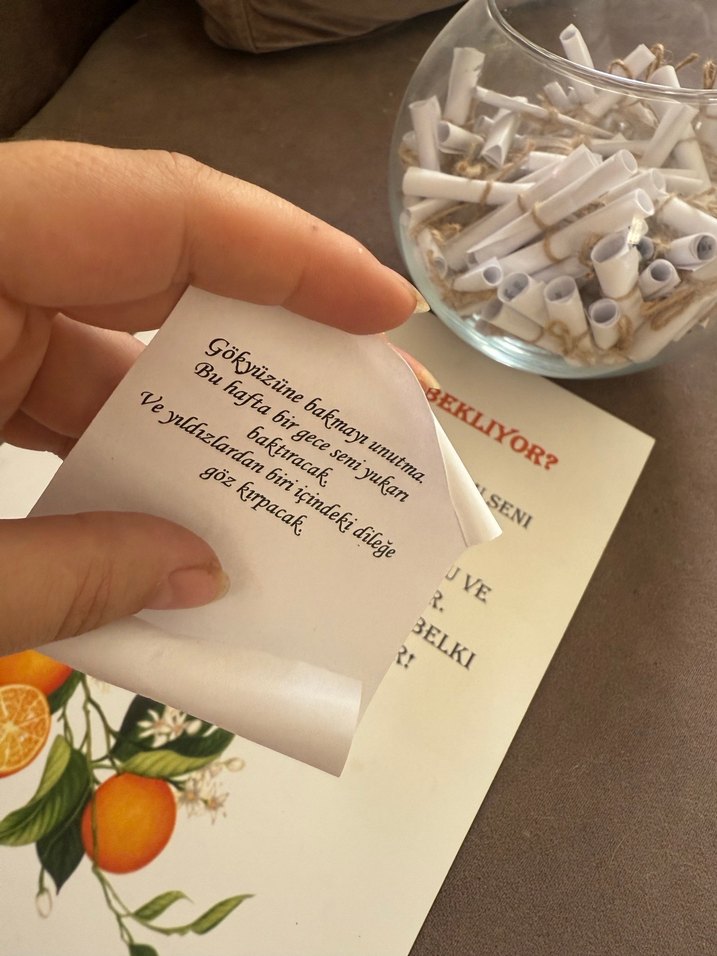 Gökyüzüne bakmayı unutma.
Bu hafta bir gece seni yukarı
baktıracak.
Ve yıldızlardan biri içindeki dileğe
göz kırpacak.
BEKLIYOR?
SENI
VE
BELKI